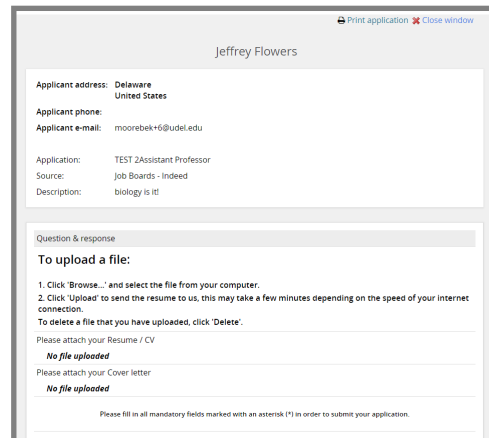 Print application Close window
Jeffrey Flowers
Applicant address: Delaware
United States
Applicant phone:
Applicant e-mail: moorebek+6@udel.edu
Application: TEST 2Assistant Professor
Source: Job Boards - Indeed
Description: biology is it!
Question & response
To upload a file:
1. Click 'Browse...' and select the file from your computer.
2. Click 'Upload' to send the resume to us, this may take a few minutes depending on the speed of your internet
connection.
To delete a file that you have uploaded, click 'Delete'.
Please attach your Resume / CV
No file uploaded
Please attach your Cover letter
No file uploaded
Please fill in all mandatory fields marked with an asterisk (*) in order to submit your application.